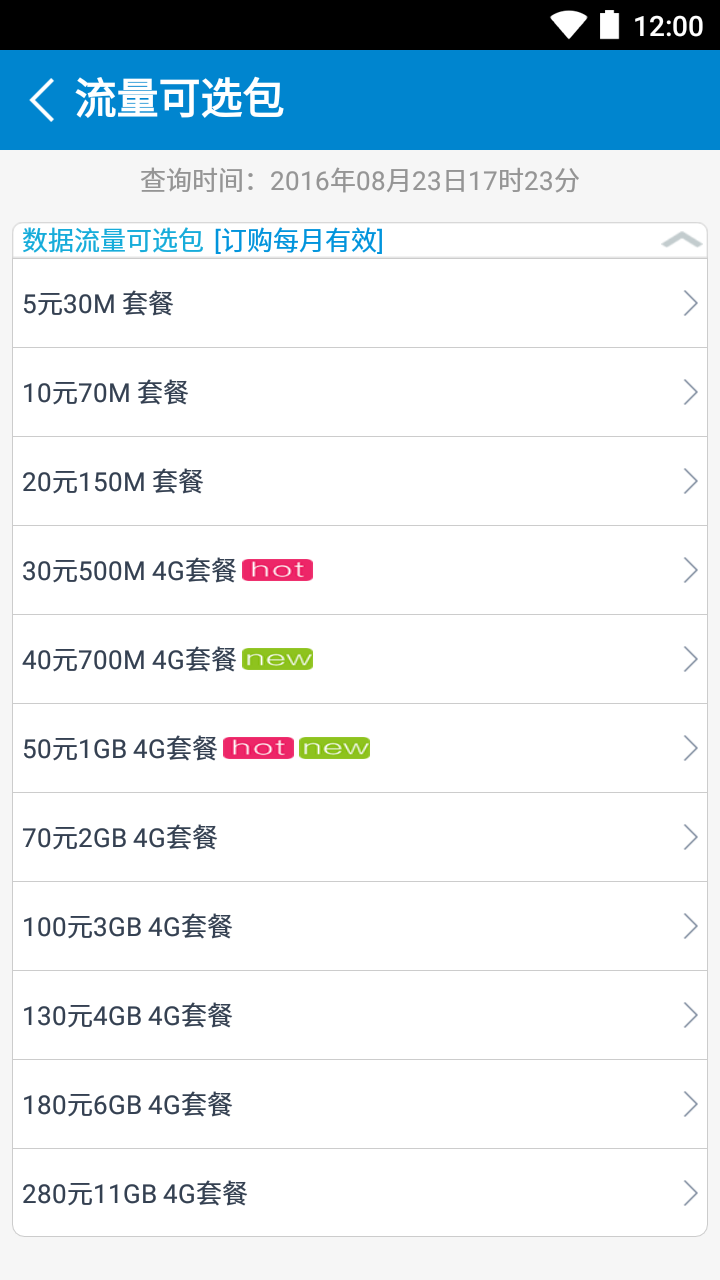 12:00
流量可选包
查询时间：2016年08月23日17时23分
数据流量可选包 [订购每月有效]
5元30M 套餐
10元70M 套餐
20元150M 套餐
30元500M 4G套餐 hot
40元700M 4G套餐 new
50元1GB 4G套餐 hot new
70元2GB 4G套餐
100元3GB 4G套餐
130元4GB 4G套餐
180元6GB 4G套餐
280元11GB 4G套餐